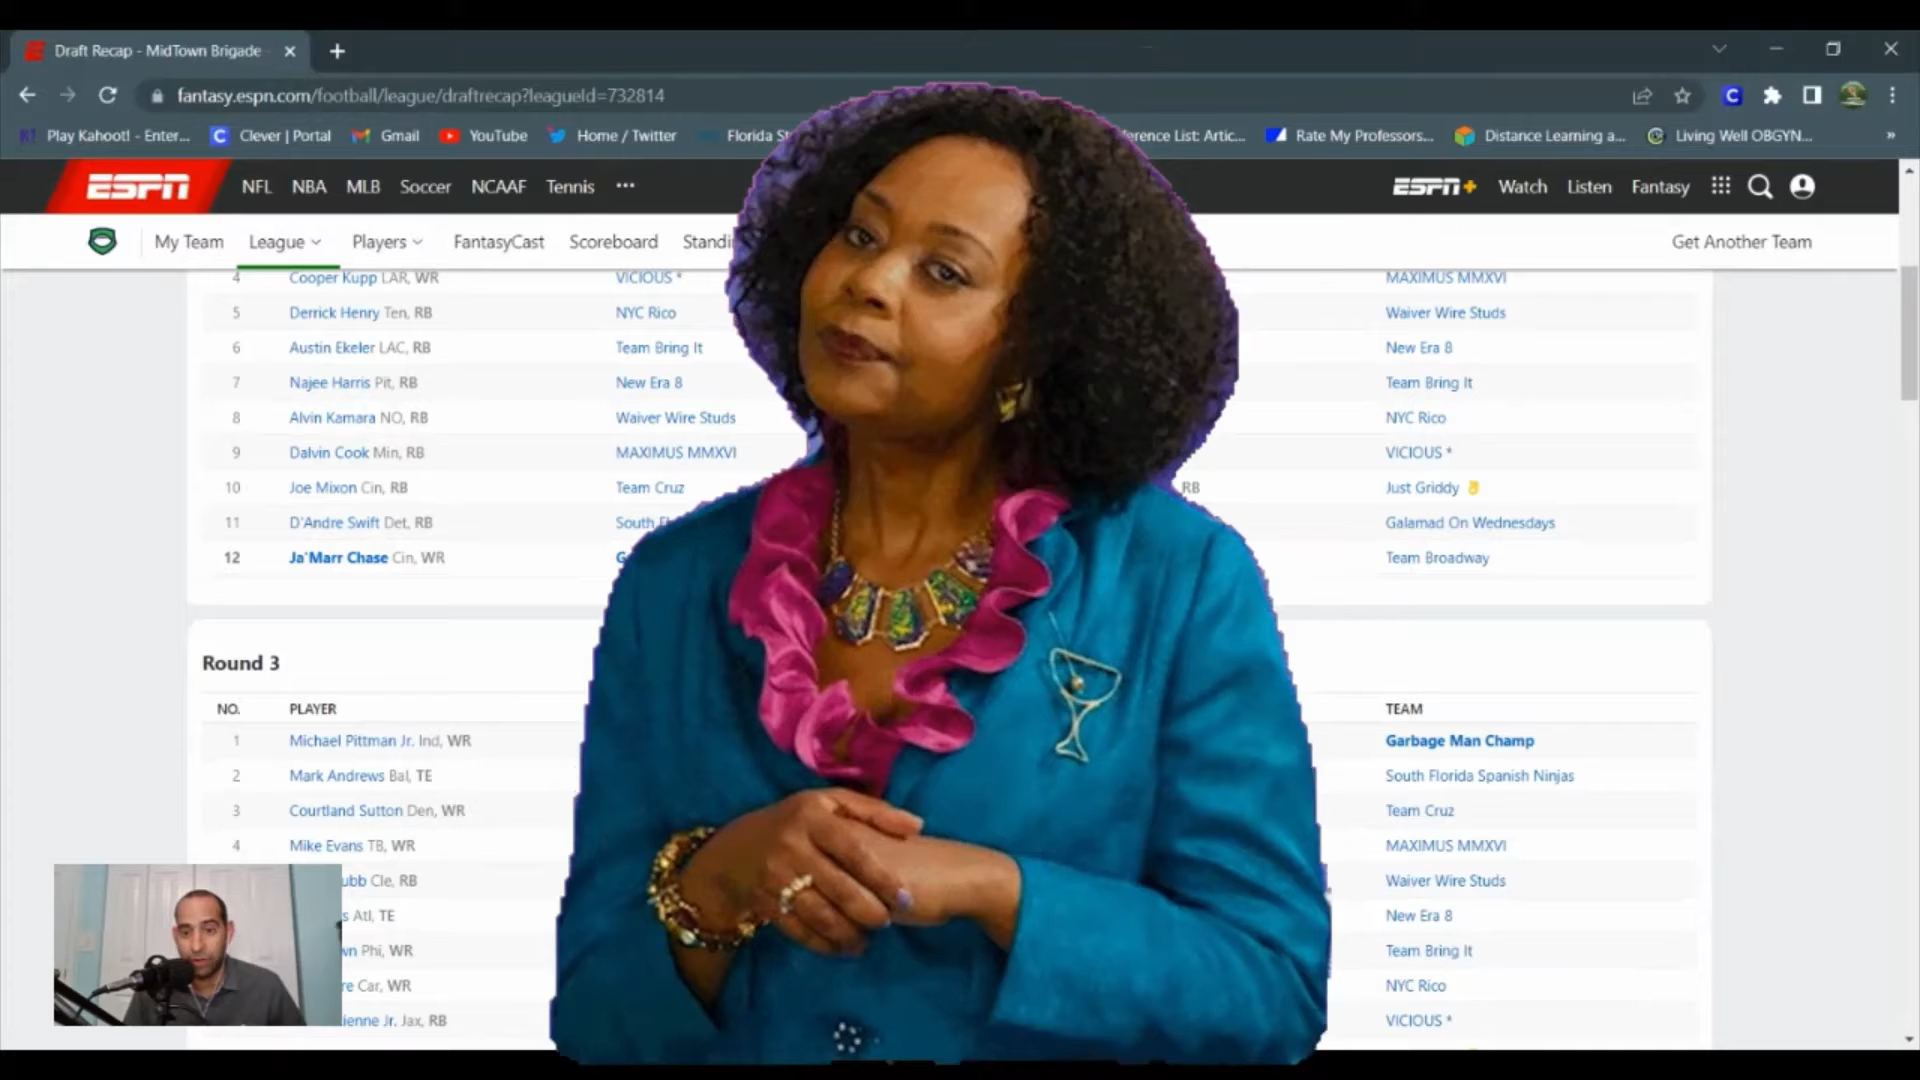 Draft Recap - MidTown Brigade
fantasy.espn.com/football/league/draftrecap?leagueId=732814
Play Kahoot! - Enter... Clever | Portal Gmail YouTube Home / Twitter Florida Artic... Rate My Professors... Distance Learning a... Living Well OBGYN... »
ESPN NFL NBA MLB Soccer NCAAF Tennis ... ESPN+ Watch Listen Fantasy
My Team League Players FantasyCast Scoreboard Get Another Team
4 Cooper Kupp LAR, WR VICIOUS * MAXIMUS MMXVI
5 Derrick Henry Ten, RB NYC Rico Waiver Wire Studs
6 Austin Ekeler LAC, RB Team Bring It New Era 8
7 Najee Harris Pit, RB New Era 8 Team Bring It
8 Alvin Kamara NO, RB Waiver Wire Studs NYC Rico
9 Dalvin Cook Min, RB MAXIMUS MMXVI VICIOUS *
10 Joe Mixon Cin, RB Team Cruz RB Just Griddy
11 D'Andre Swift Det, RB South Galamad On Wednesdays
12 Ja'Marr Chase Cin, WR Team Broadway
Round 3
NO. PLAYER TEAM
1 Michael Pittman Jr. Ind, WR Garbage Man Champ
2 Mark Andrews Bal, TE South Florida Spanish Ninjas
3 Courtland Sutton Den, WR Team Cruz
4 Mike Evans TB, WR MAXIMUS MMXVI
ubb Cle, RB Waiver Wire Studs
s Atl, TE New Era 8
wn Phi, WR Team Bring It
re Car, WR NYC Rico
ienne Jr. Jax, RB VICIOUS *